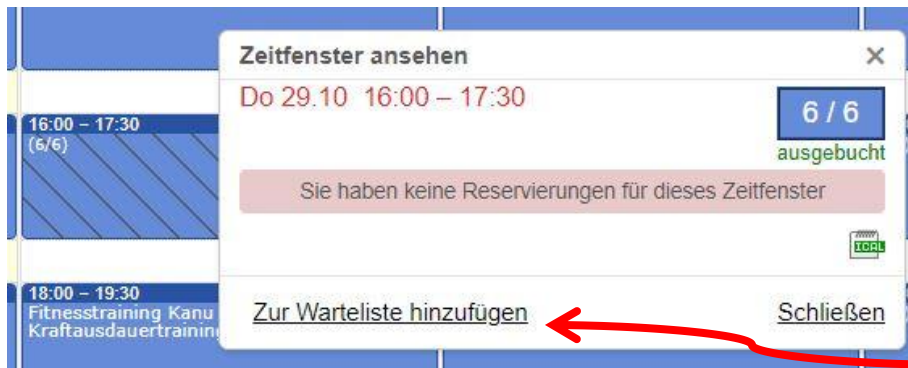 Zeitfenster ansehen ×
Do 29.10 16:00 – 17:30
6 / 6
ausgebucht
16:00 – 17:30
(6/6)
Sie haben keine Reservierungen für dieses Zeitfenster
ICAL
18:00 – 19:30
Fitnesstraining Kanu
Kraftausdauertraining
Zur Warteliste hinzufügen
Schließen